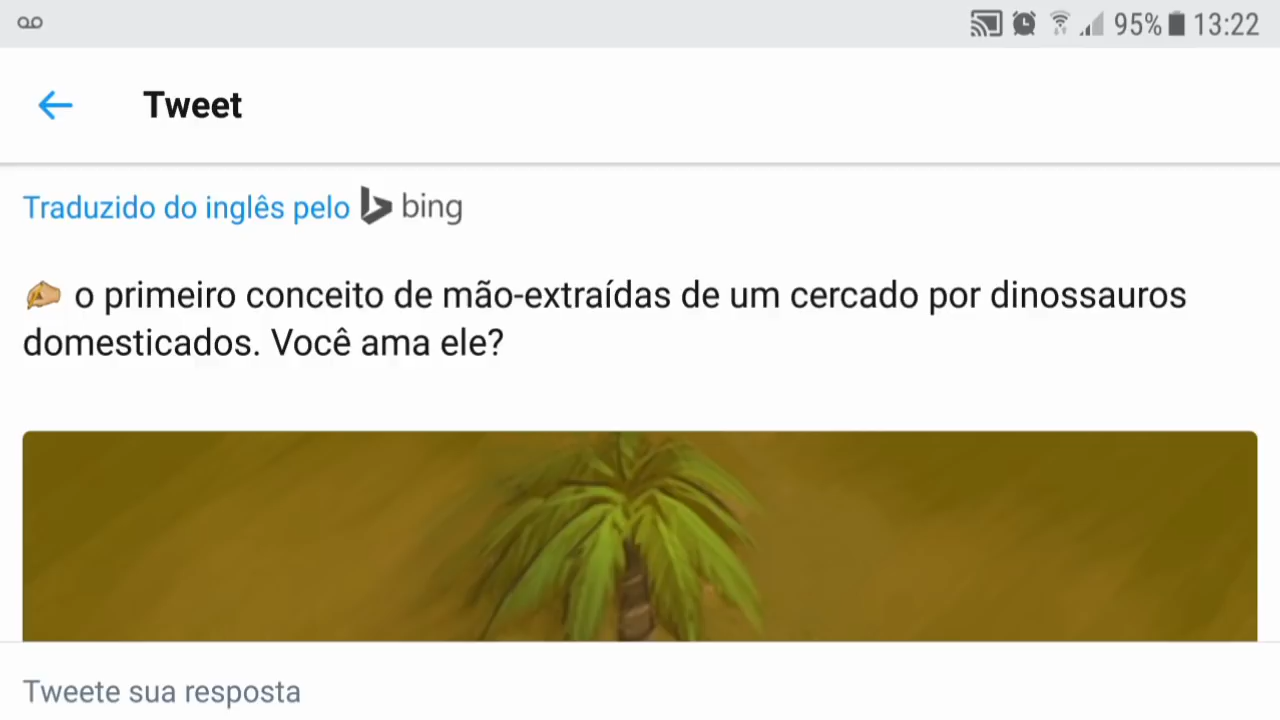 95% 13:22
Tweet
Traduzido do inglês pelo bing
✍ o primeiro conceito de mão-extraídas de um cercado por dinossauros
domesticados. Você ama ele?
Tweete sua resposta